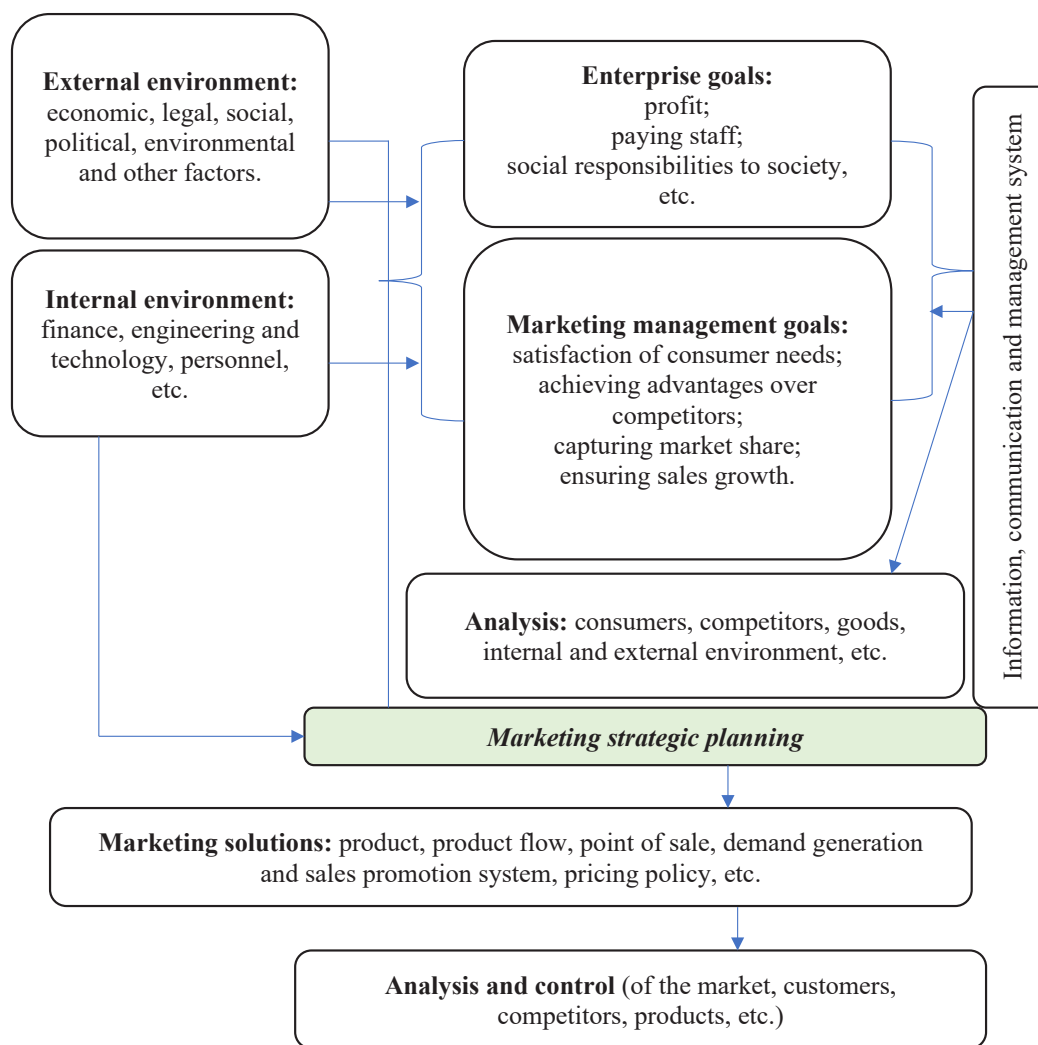 External environment:
economic, legal, social,
political, environmental
and other factors.
Enterprise goals:
profit;
paying staff;
social responsibilities to society,
etc.
Internal environment:
finance, engineering and
technology, personnel,
etc.
Marketing management goals:
satisfaction of consumer needs;
achieving advantages over
competitors;
capturing market share;
ensuring sales growth.
Information, communication and management system
Analysis: consumers, competitors, goods,
internal and external environment, etc.
Marketing strategic planning
Marketing solutions: product, product flow, point of sale, demand generation
and sales promotion system, pricing policy, etc.
Analysis and control (of the market, customers,
competitors, products, etc.)